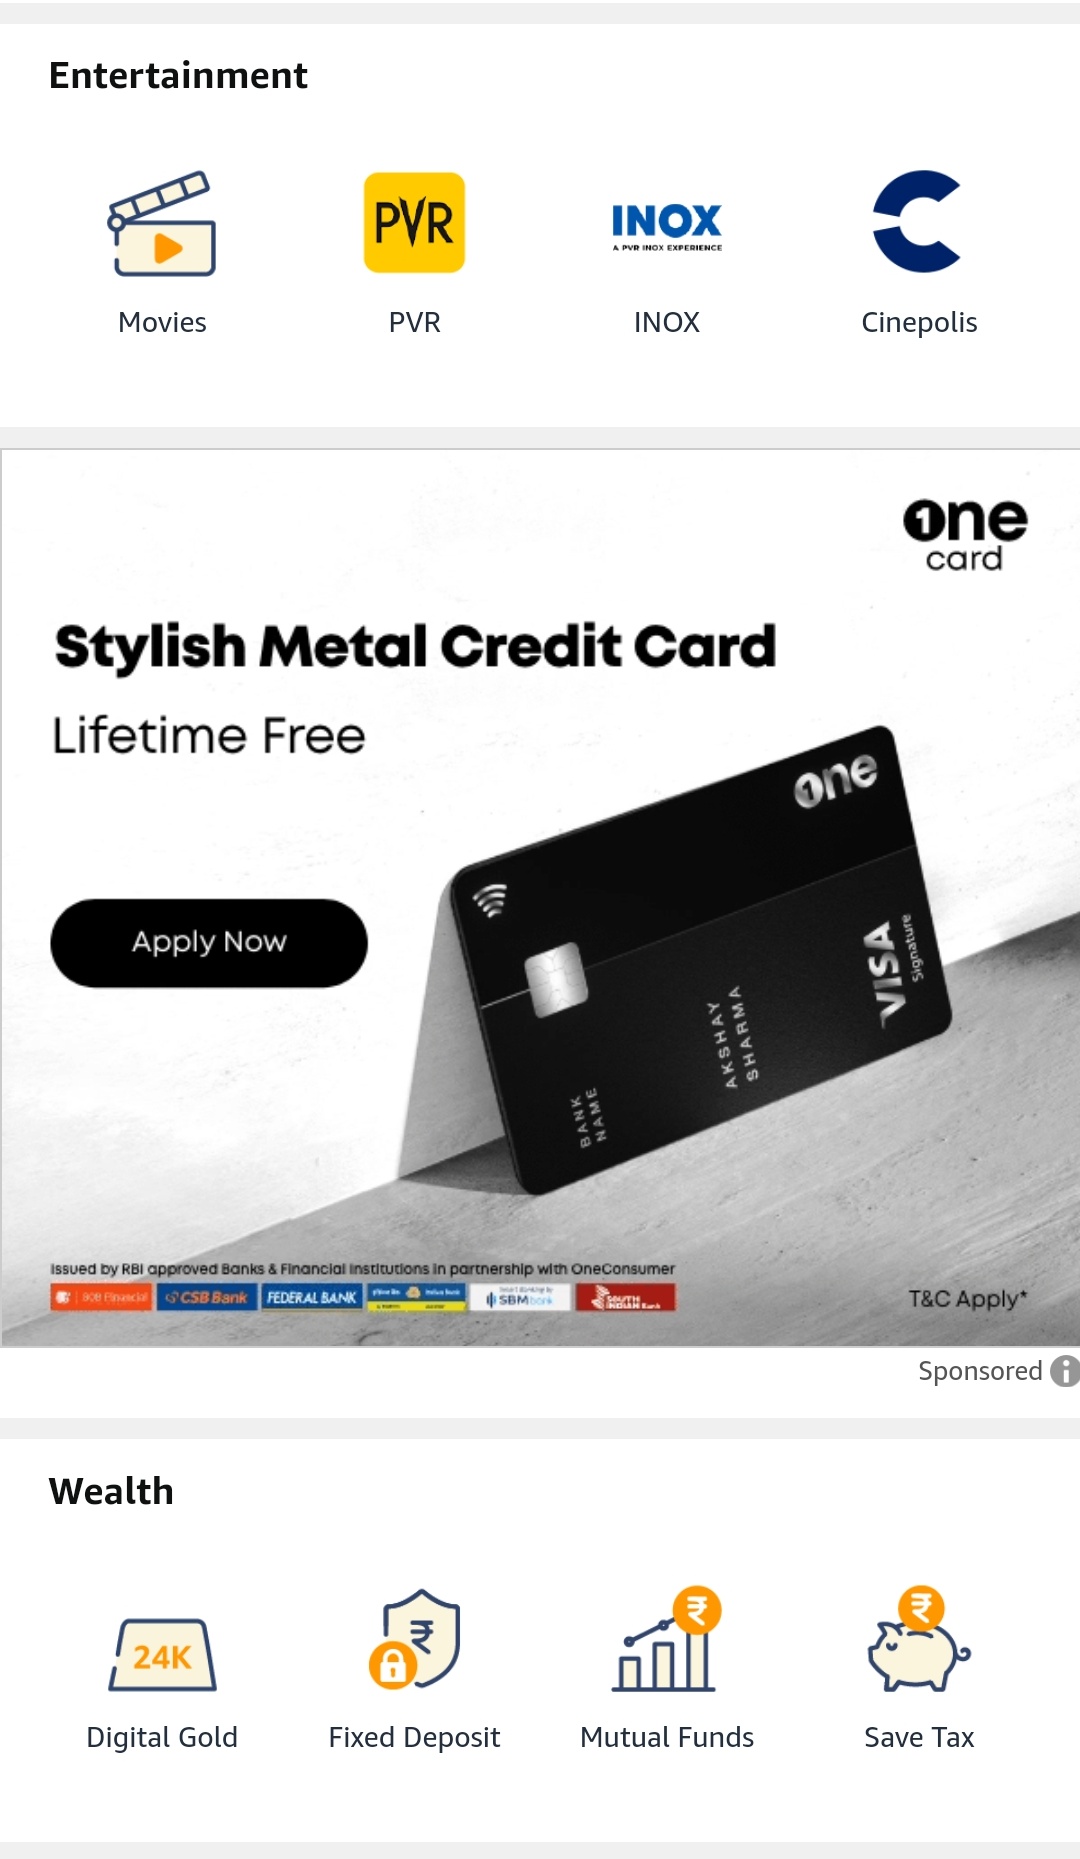 Entertainment
PVR
INOX
A PVR INOX EXPERIENCE
Movies
PVR
INOX
Cinepolis
one
card
Stylish Metal Credit Card
Lifetime Free
one
Apply Now
VISA
Signature
AKSHAY
SHARMA
BANK
NAME
Issued by RBI approved Banks & Financial Institutions in partnership with OneConsumer
BOB Financial
CSB Bank
FEDERAL BANK
SBM bank
SOUTH
INDIAN Bank
T&C Apply*
Sponsored
Wealth
24K
₹
₹
₹
Digital Gold
Fixed Deposit
Mutual Funds
Save Tax